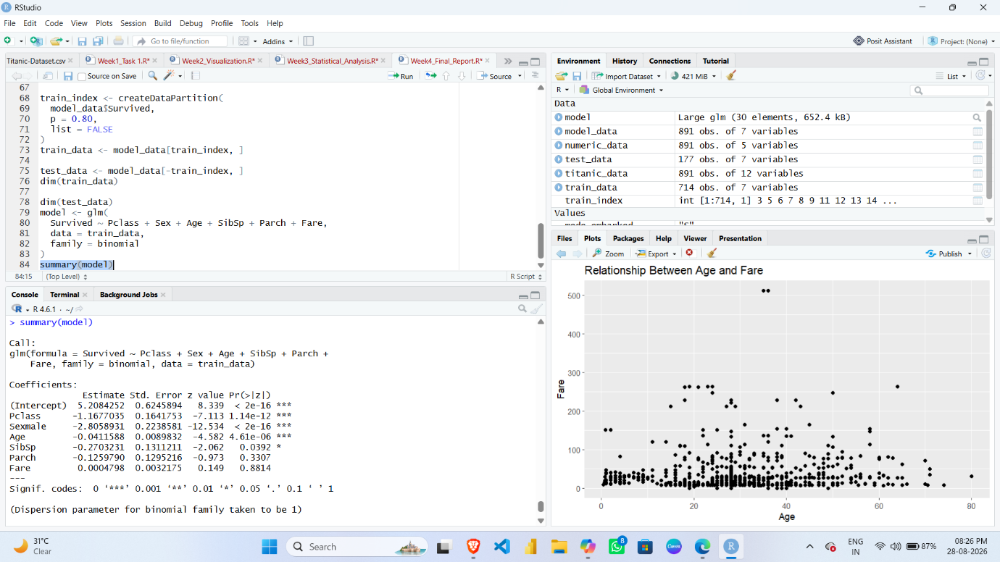 RStudio
File Edit Code View Plots Session Build Debug Profile Tools Help
Go to file/function Addins Posit Assistant Project: (None)
Titanic-Dataset.csv Week1_Task 1.R* Week2_Visualization.R* Week3_Statistical_Analysis.R* Week4_Final_Report.R*
Source on Save Run Source
67
68 train_index <- createDataPartition(
69 model_data$Survived,
70 p = 0.80,
71 list = FALSE
72 )
73 train_data <- model_data[train_index, ]
74
75 test_data <- model_data[-train_index, ]
76 dim(train_data)
77
78 dim(test_data)
79 model <- glm(
80 Survived ~ Pclass + Sex + Age + SibSp + Parch + Fare,
81 data = train_data,
82 family = binomial
83 )
84 summary(model)
84:15 (Top Level) R Script
Console Terminal Background Jobs
R 4.6.1 · ~/
> summary(model)
Call:
glm(formula = Survived ~ Pclass + Sex + Age + SibSp + Parch +
Fare, family = binomial, data = train_data)
Coefficients:
Estimate Std. Error z value Pr(>|z|)
(Intercept) 5.2084252 0.6245894 8.339 < 2e-16 ***
Pclass -1.1677035 0.1641753 -7.113 1.14e-12 ***
Sexmale -2.8058931 0.2238581 -12.534 < 2e-16 ***
Age -0.0411588 0.0089832 -4.582 4.61e-06 ***
SibSp -0.2703231 0.1311211 -2.062 0.0392 *
Parch -0.1259790 0.1295216 -0.973 0.3307
Fare 0.0004798 0.0032175 0.149 0.8814
---
Signif. codes: 0 ‘***’ 0.001 ‘**’ 0.01 ‘*’ 0.05 ‘.’ 0.1 ‘ ’ 1
(Dispersion parameter for binomial family taken to be 1)
Environment History Connections Tutorial
Import Dataset 421 MiB List
R Global Environment
Data
model Large glm (30 elements, 652.4 kB)
model_data 891 obs. of 7 variables
numeric_data 891 obs. of 5 variables
test_data 177 obs. of 7 variables
titanic_data 891 obs. of 12 variables
train_data 714 obs. of 7 variables
train_index int [1:714, 1] 3 5 6 7 8 9 11 12 13 14 ...
Values
mode_embarked "S"
Files Plots Packages Help Viewer Presentation
Zoom Export Publish
Relationship Between Age and Fare
500
400
300
200
100
0
Fare
0 20 40 60 80
Age
31°C
Clear
Search
8
ENG
IN
87%
08:26 PM
28-08-2026